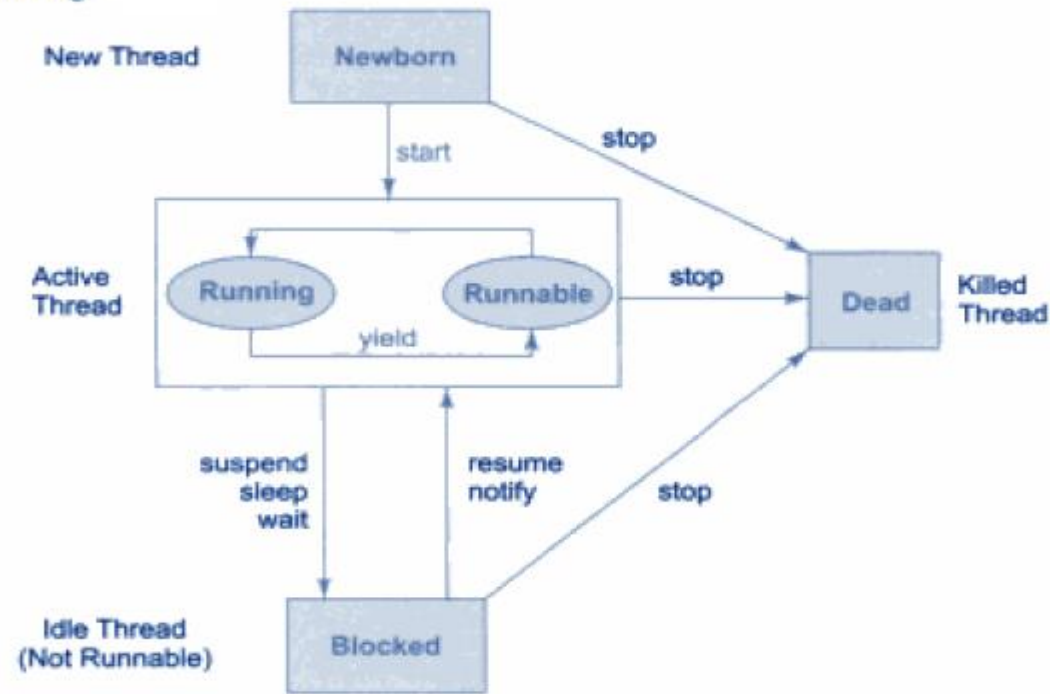 New Thread
Newborn
start
stop
Active
Thread
Running
Runnable
yield
stop
Dead
Killed
Thread
suspend
sleep
wait
resume
notify
stop
Idle Thread
(Not Runnable)
Blocked